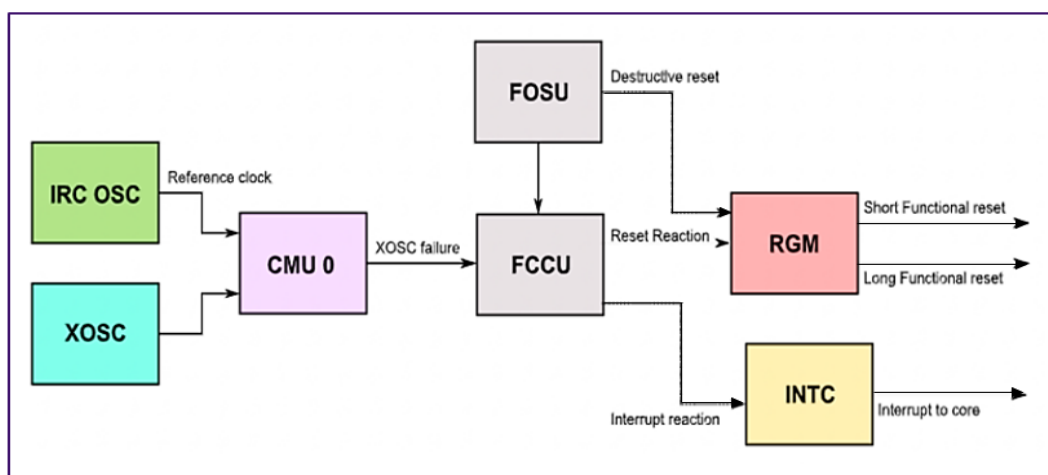 FOSU
Destructive reset
IRC OSC
Reference clock
CMU 0
XOSC failure
FCCU
Reset Reaction
RGM
Short Functional reset
Long Functional reset
XOSC
Interrupt reaction
INTC
Interrupt to core